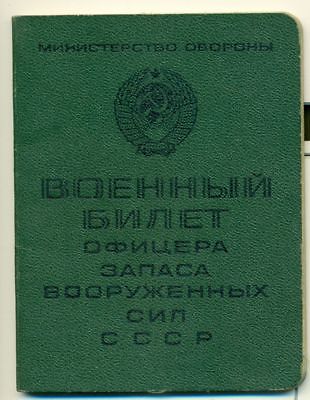 МИНИСТЕРСТВО ОБОРОНЫ
ВОЕННЫЙ
БИЛЕТ
ОФИЦЕРА
ЗАПАСА
ВООРУЖЕННЫХ
СИЛ
СССР